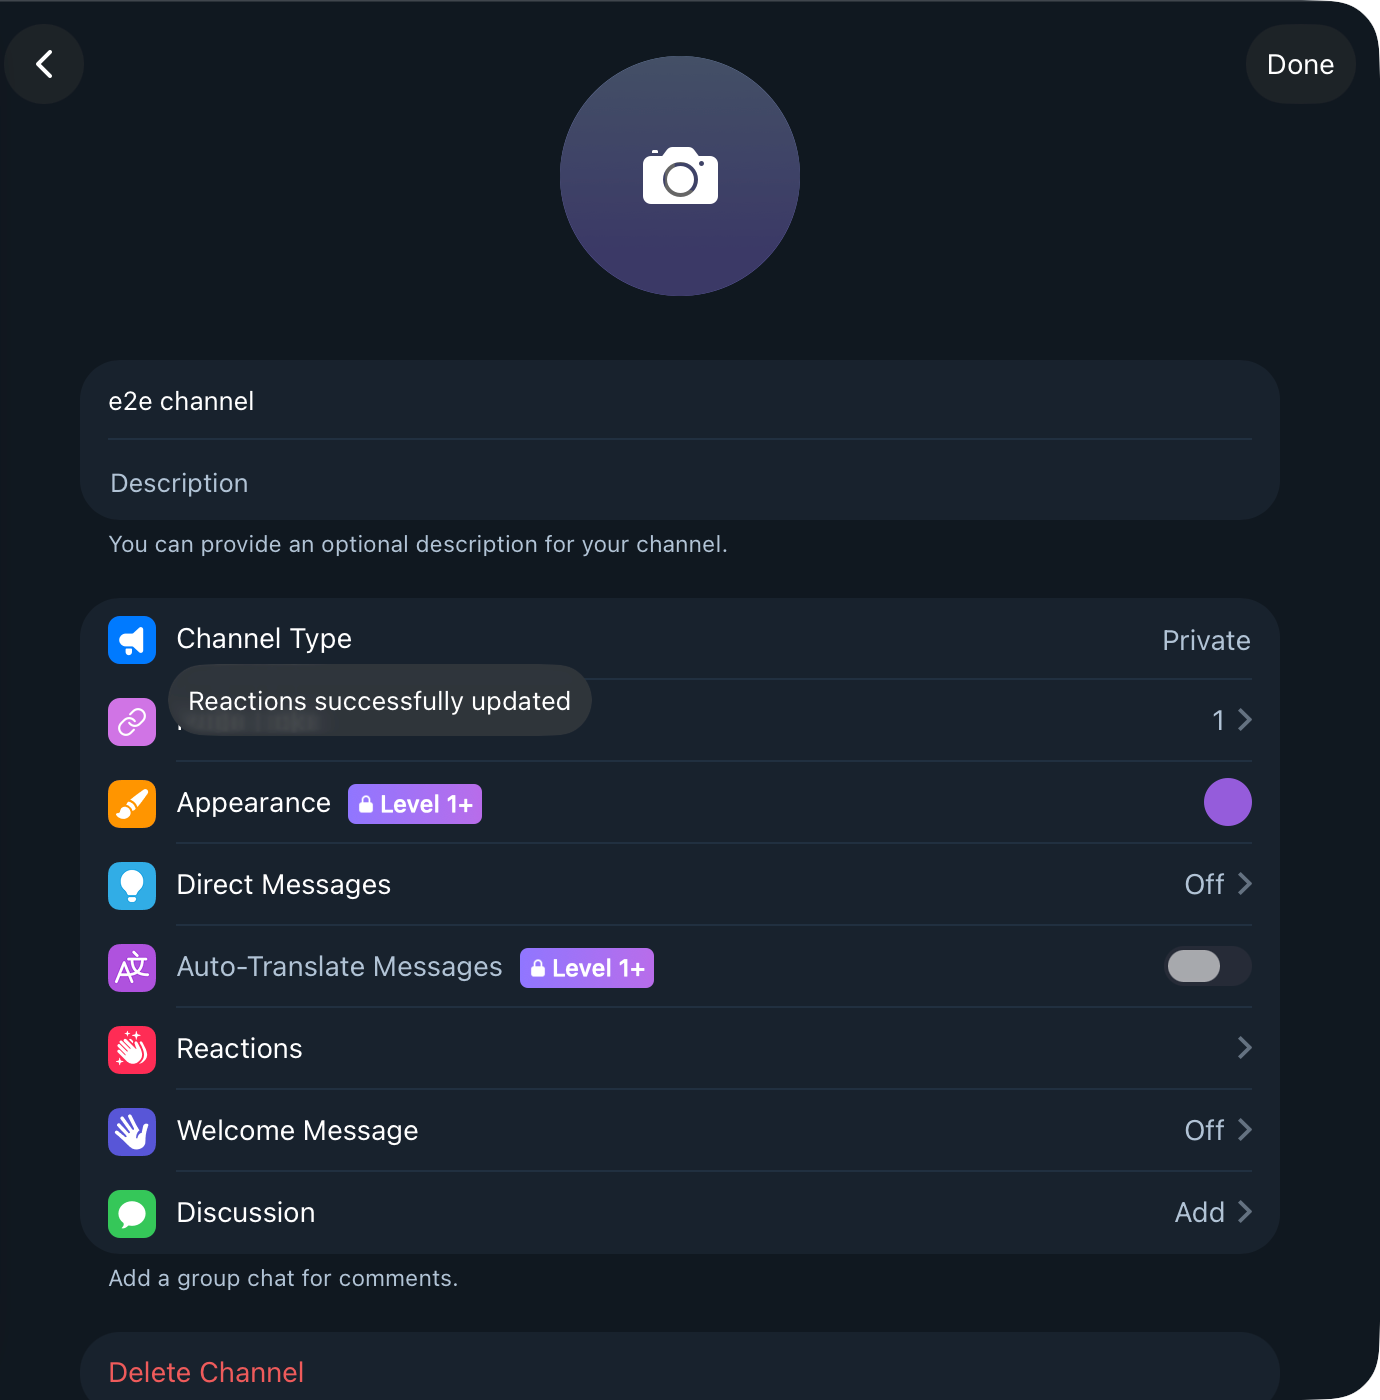 Done
e2e channel
Description
You can provide an optional description for your channel.
Channel Type
Private
Reactions successfully updated
1
Appearance
Level 1+
Direct Messages
Off
Auto-Translate Messages
Level 1+
Reactions
Welcome Message
Off
Discussion
Add
Add a group chat for comments.
Delete Channel